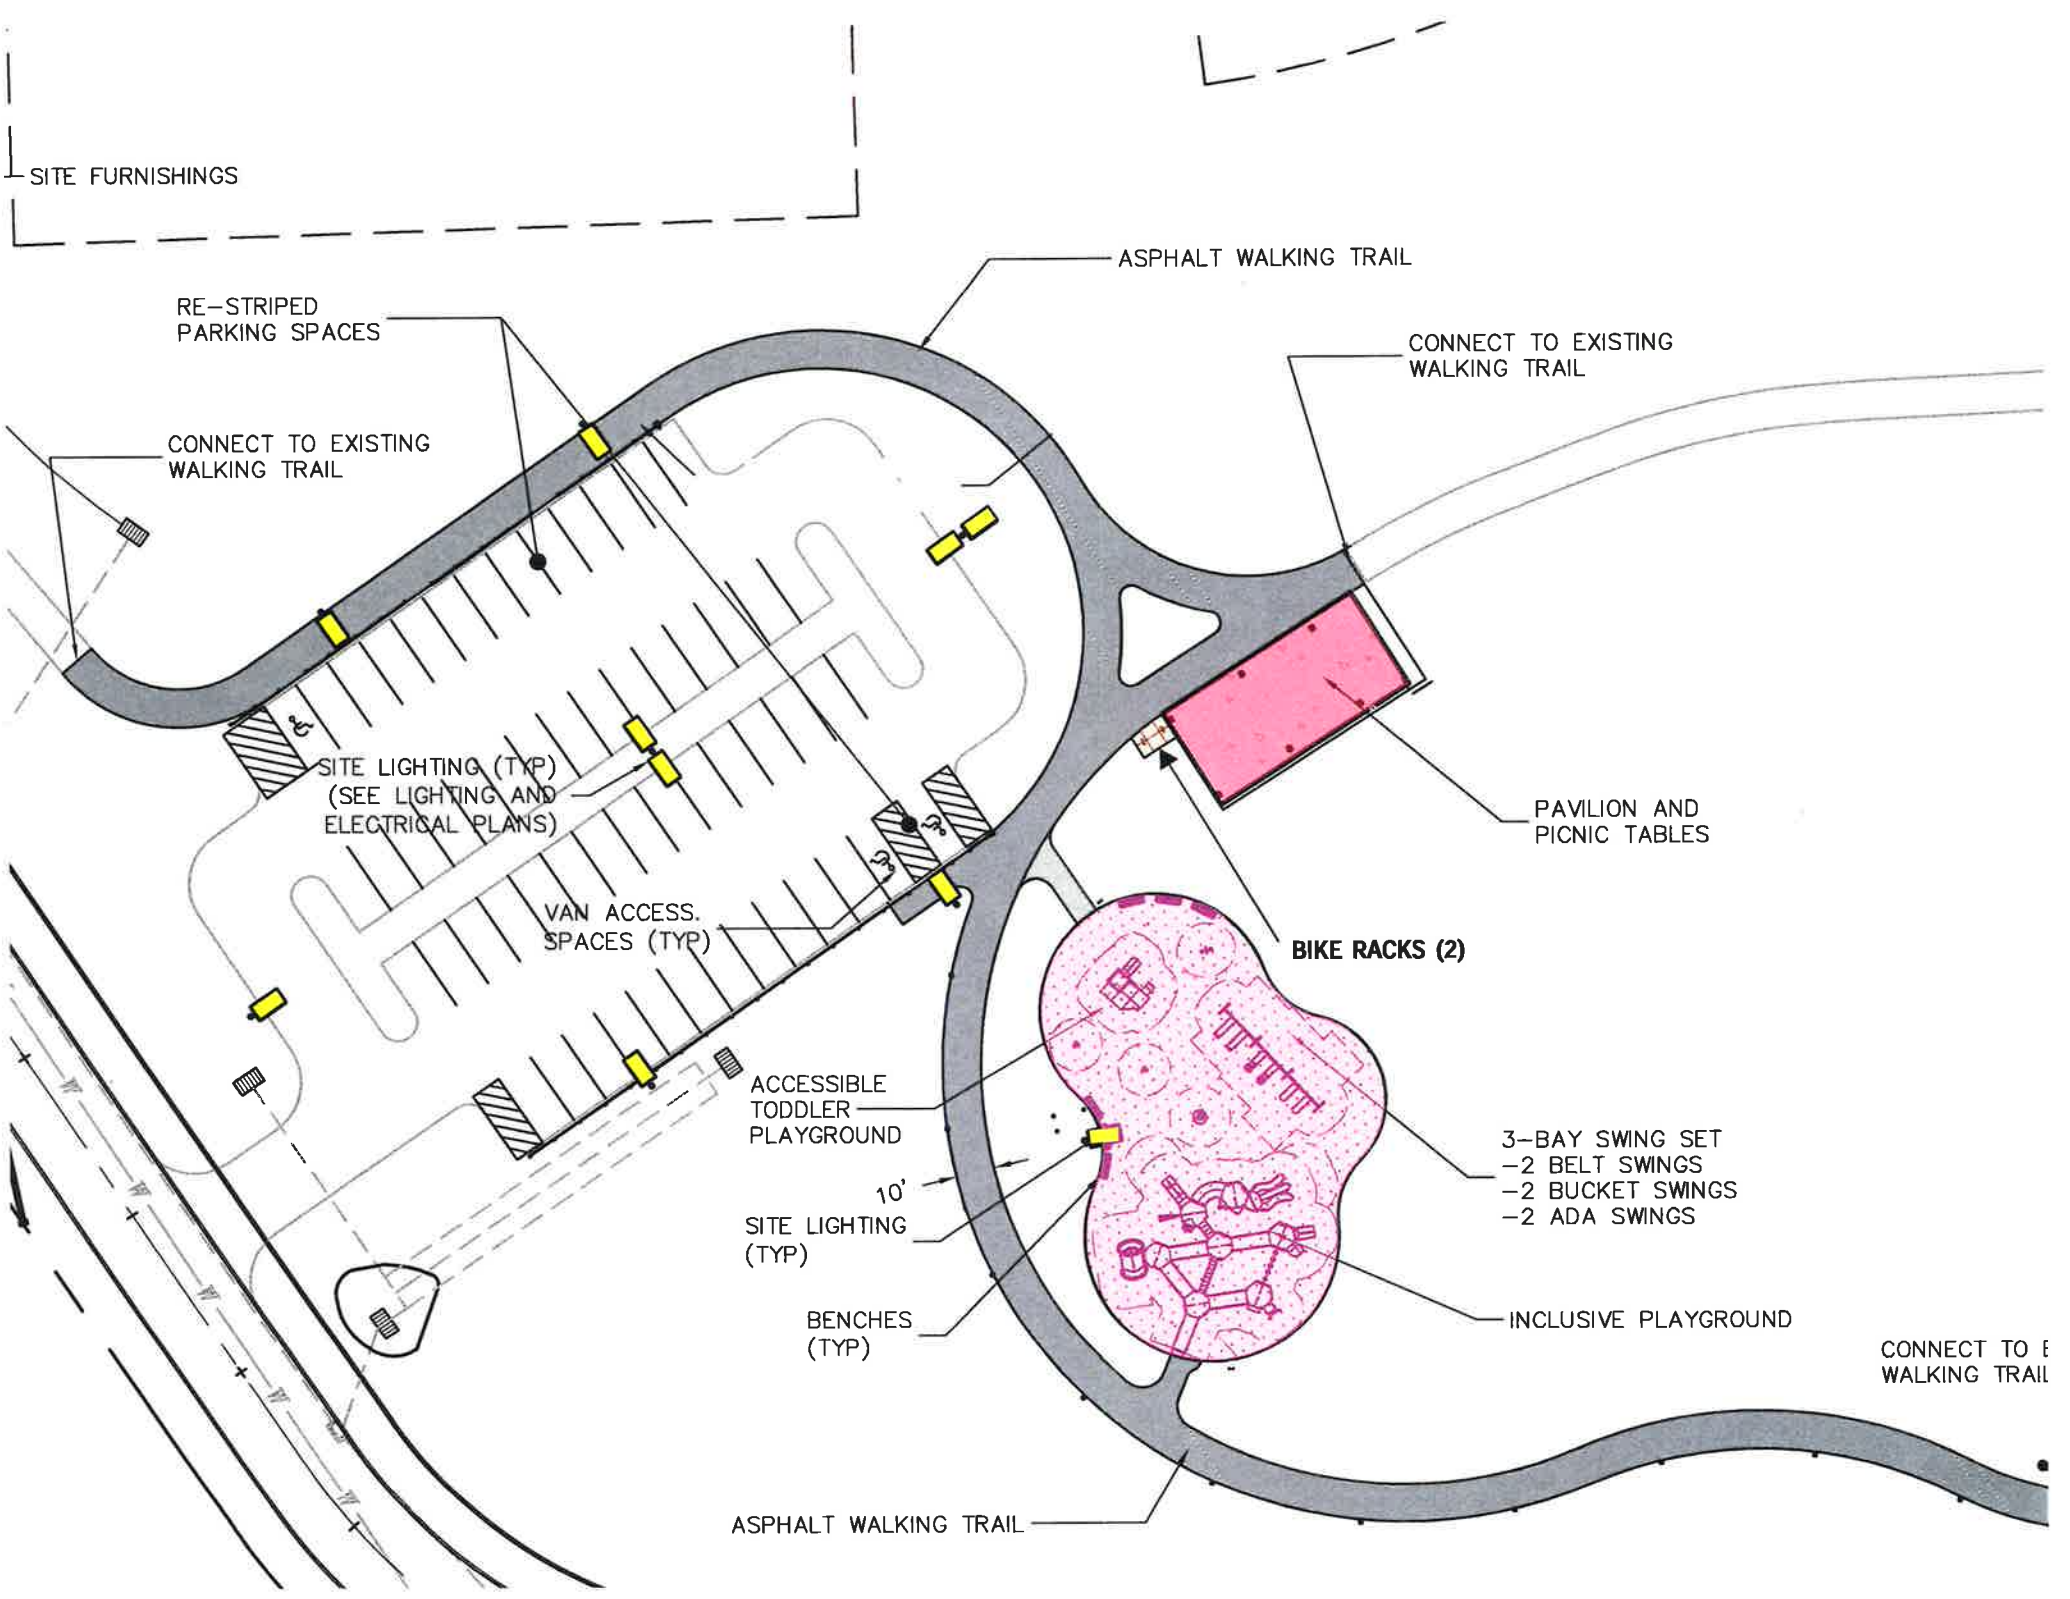 SITE FURNISHINGS
ASPHALT WALKING TRAIL
RE-STRIPED
PARKING SPACES
CONNECT TO EXISTING
WALKING TRAIL
CONNECT TO EXISTING
WALKING TRAIL
SITE LIGHTING (TYP)
(SEE LIGHTING AND
ELECTRICAL PLANS)
PAVILION AND
PICNIC TABLES
VAN ACCESS.
SPACES (TYP)
BIKE RACKS (2)
ACCESSIBLE
TODDLER
PLAYGROUND
3-BAY SWING SET
-2 BELT SWINGS
-2 BUCKET SWINGS
-2 ADA SWINGS
10'
SITE LIGHTING
(TYP)
BENCHES
(TYP)
INCLUSIVE PLAYGROUND
CONNECT TO
WALKING TRAIL
ASPHALT WALKING TRAIL
W
W
W
W
W